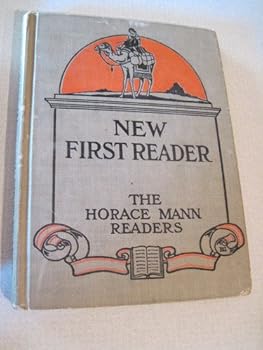 NEW
FIRST READER
THE
HORACE MANN
READERS